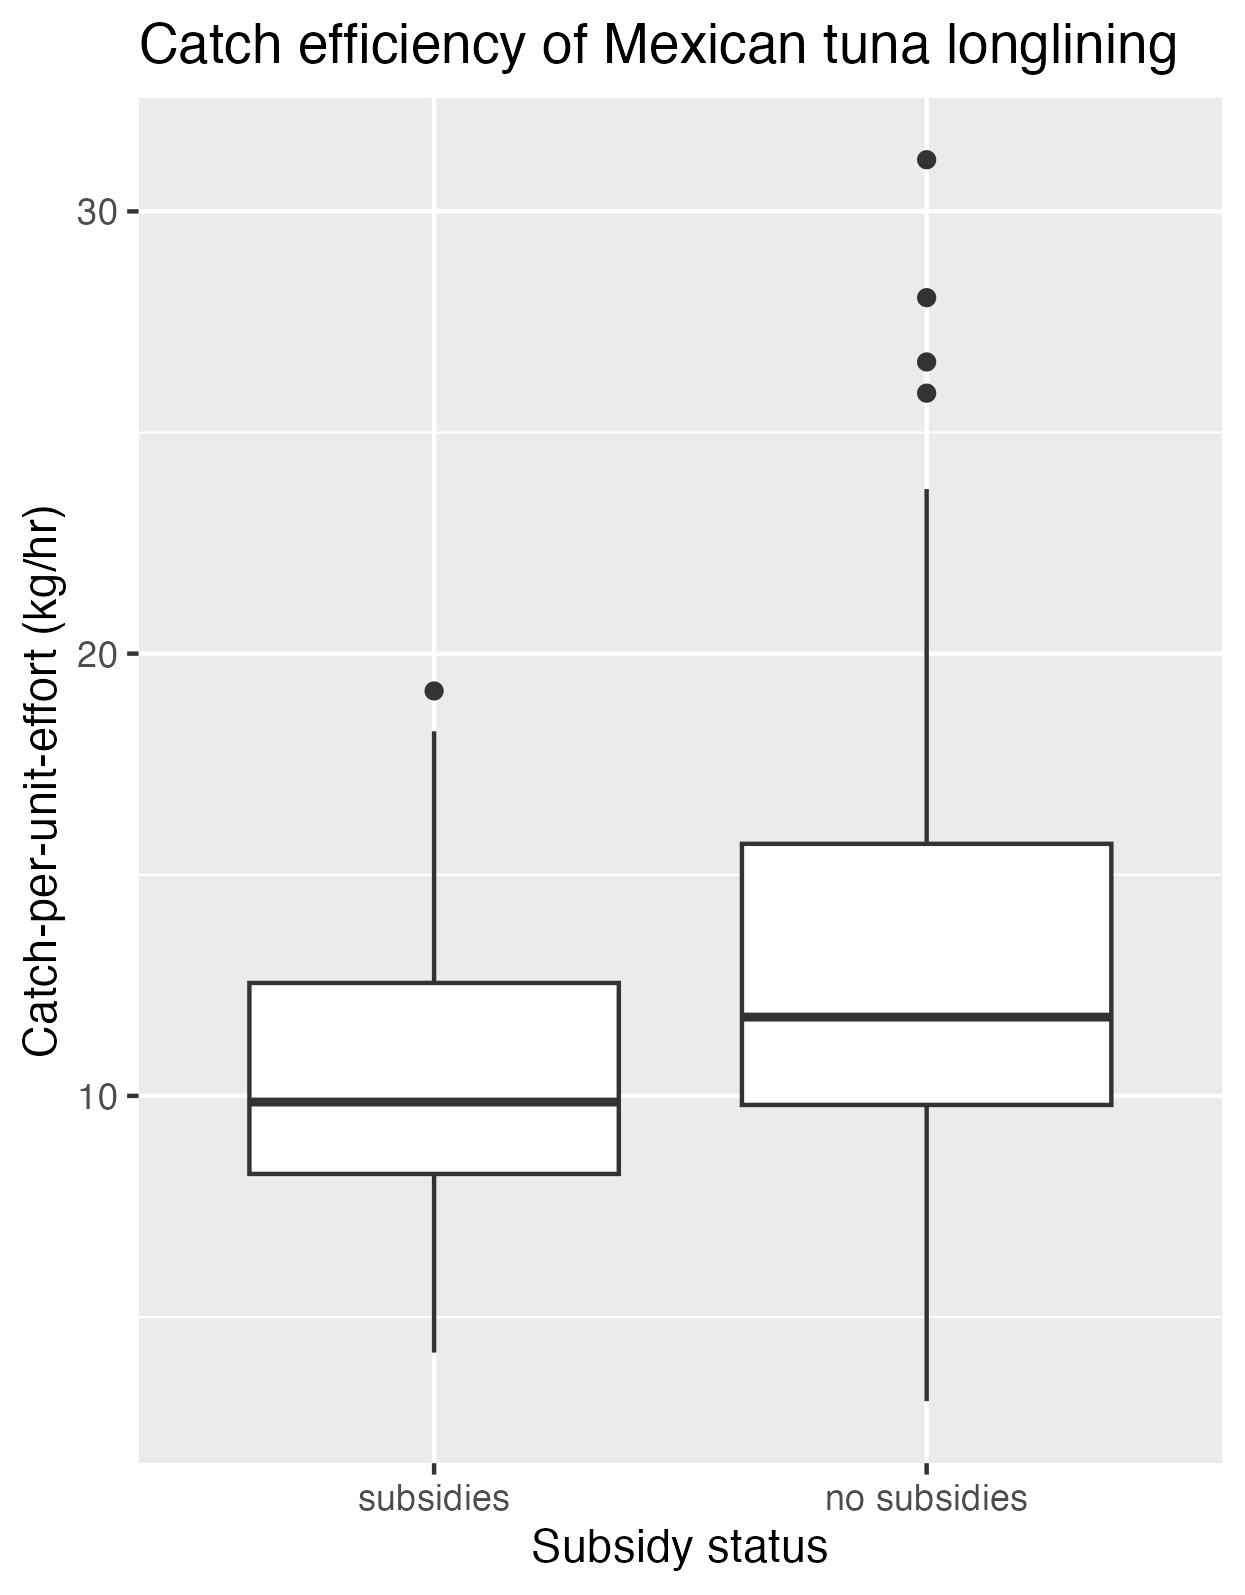 Catch efficiency of Mexican tuna longlining
Catch-per-unit-effort (kg/hr)
30
20
10
subsidies
no subsidies
Subsidy status